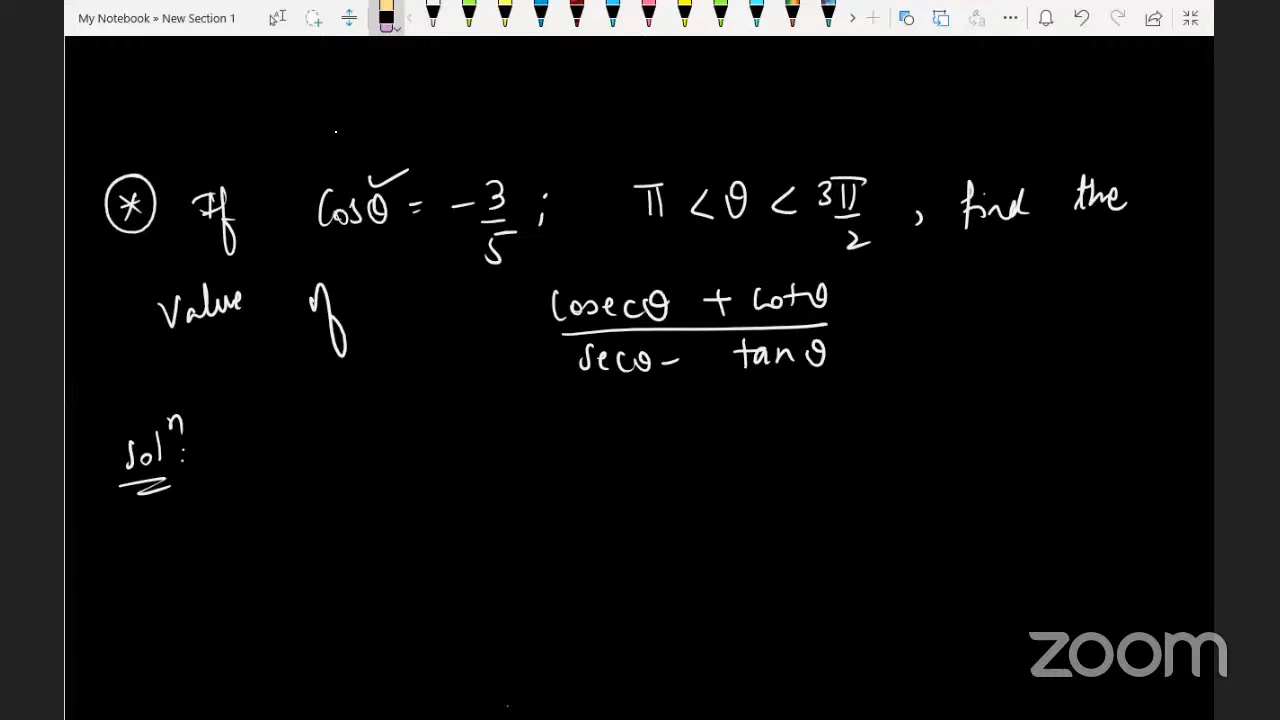 My Notebook » New Section 1
* If cosθ = -3/5 ; π < θ < 3π/2 , find the
value of cosecθ + cotθ / secθ - tanθ
Solⁿ:
zoom